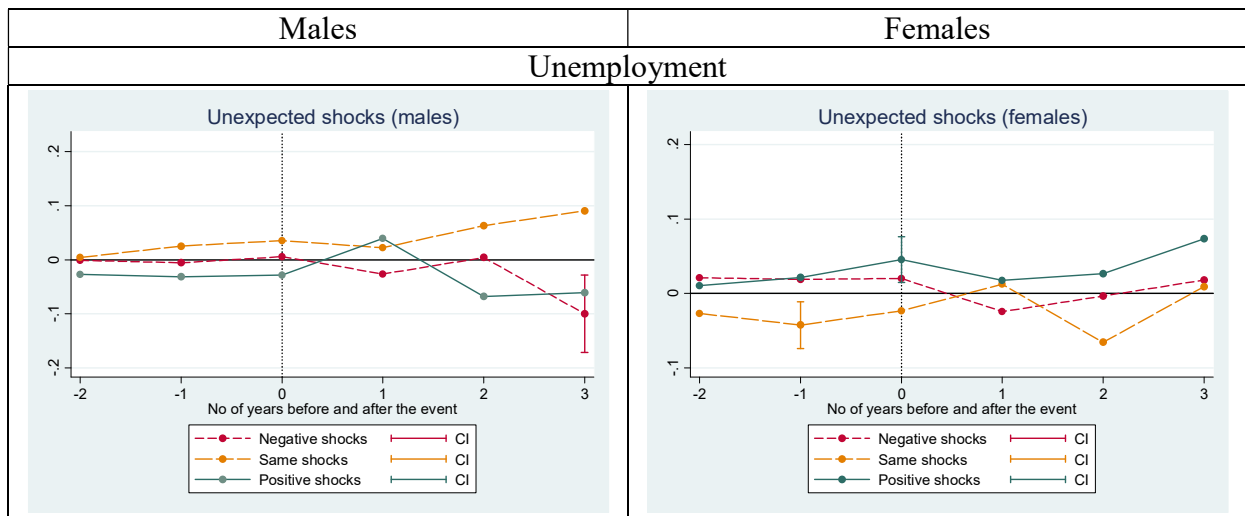 Males
Females
Unemployment
Unexpected shocks (males)
.2
.1
0
-.1
-.2
-2 -1 0 1 2 3
No of years before and after the event
Negative shocks CI
Same shocks CI
Positive shocks CI
Unexpected shocks (females)
.2
.1
0
-.1
-2 -1 0 1 2 3
No of years before and after the event
Negative shocks CI
Same shocks CI
Positive shocks CI